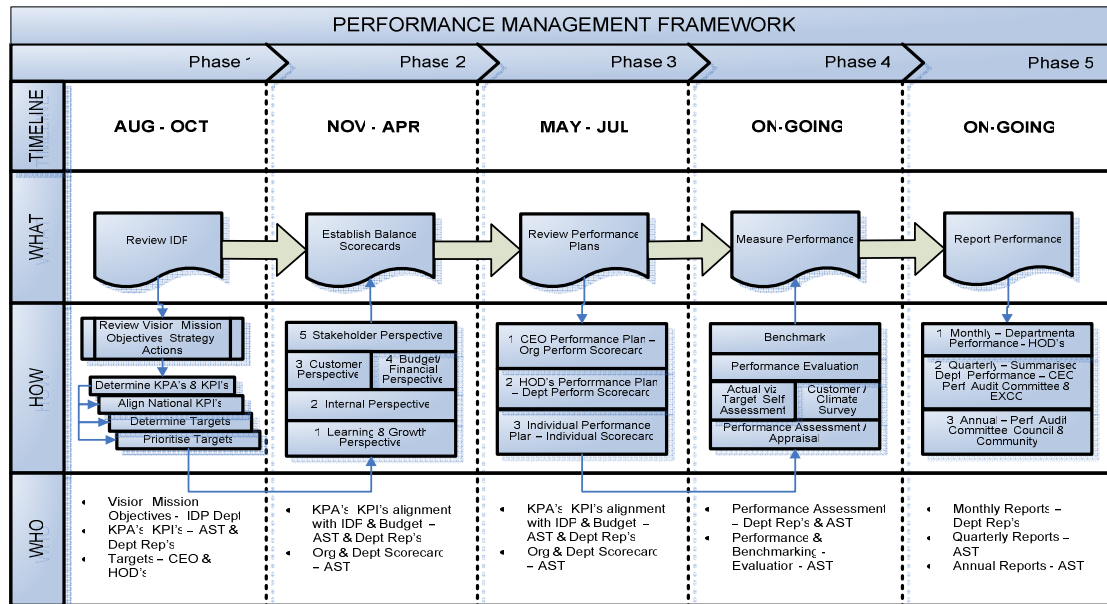 PERFORMANCE MANAGEMENT FRAMEWORK
Phase 1
Phase 2
Phase 3
Phase 4
Phase 5
TIMELINE
AUG - OCT
NOV - APR
MAY - JUL
ON-GOING
ON-GOING
WHAT
Review IDP
Establish Balance
Scorecards
Review Performance
Plans
Measure Performance
Report Performance
HOW
Review Vision Mission
Objectives Strategy
Actions
Determine KPA's & KPI's
Align National KPI's
Determine Targets
Prioritise Targets
5 Stakeholder Perspective
3 Customer
Perspective
4 Budget/
Financial
Perspective
2 Internal Perspective
1 Learning & Growth
Perspective
1 CEO Performance Plan –
Org Perform Scorecard
2 HOD's Performance Plan
– Dept Perform Scorecard
3 Individual Performance
Plan – Individual Scorecard
Benchmark
Performance Evaluation
Actual viz
Target Self
Assessment
Customer /
Climate
Survey
Performance Assessment /
Appraisal
1 Monthly – Departmental
Performance - HOD's
2 Quarterly – Summarised
Dept Performance – CEO
Perf Audit Committee &
EXCO
3 Annual – Perf Audit
Committee Council &
Community
WHO
Vision Mission
Objectives - IDP Dept
KPA's KPI's – AST &
Dept Rep's
Targets – CEO &
HOD's
KPA's KPI's alignment
with IDP & Budget –
AST & Dept Rep's
Org & Dept Scorecard
– AST
KPA's KPI's alignment
with IDP & Budget –
AST & Dept Rep's
Org & Dept Scorecard
– AST
Performance Assessment
– Dept Rep's & AST
Performance &
Benchmarking -
Evaluation - AST
Monthly Reports –
Dept Rep's
Quarterly Reports –
AST
Annual Reports - AST